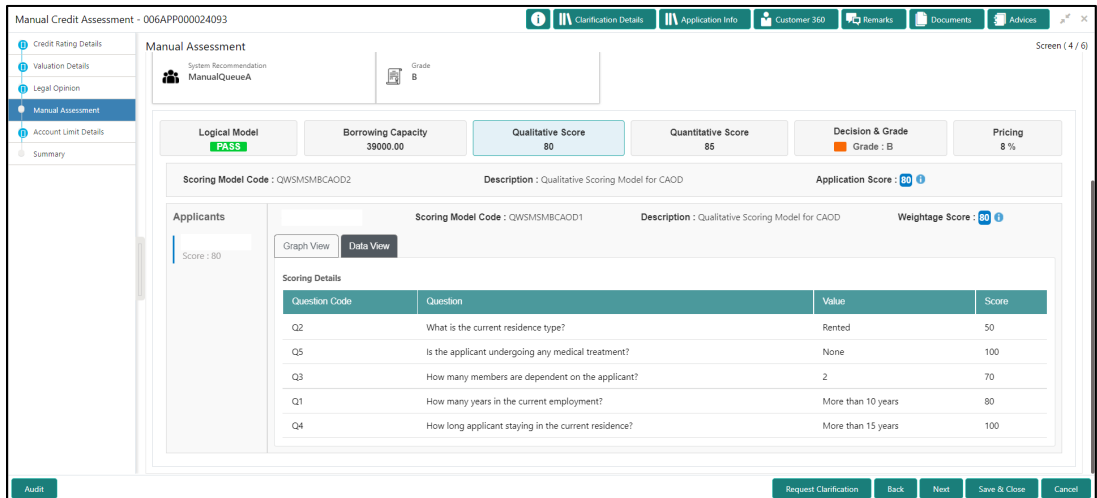 Manual Credit Assessment - 006APP000024093
Clarification Details
Application Info
Customer 360
Remarks
Documents
Advices
Credit Rating Details
Valuation Details
Legal Opinion
Manual Assessment
Account Limit Details
Summary
Manual Assessment
Screen ( 4 / 6)
System Recommendation
ManualQueueA
Grade
B
Logical Model
PASS
Borrowing Capacity
39000.00
Qualitative Score
80
Quantitative Score
85
Decision & Grade
Grade : B
Pricing
8 %
Scoring Model Code : QWSMSMBCAOD2 Description : Qualitative Scoring Model for CAOD Application Score : 80
Applicants
Score : 80
Scoring Model Code : QWSMSMBCAOD1 Description : Qualitative Scoring Model for CAOD Weightage Score : 80
Graph View Data View
Scoring Details
Question Code Question Value Score
Q2 What is the current residence type? Rented 50
Q5 Is the applicant undergoing any medical treatment? None 100
Q3 How many members are dependent on the applicant? 2 70
Q1 How many years in the current employment? More than 10 years 80
Q4 How long applicant staying in the current residence? More than 15 years 100
Audit
Request Clarification Back Next Save & Close Cancel